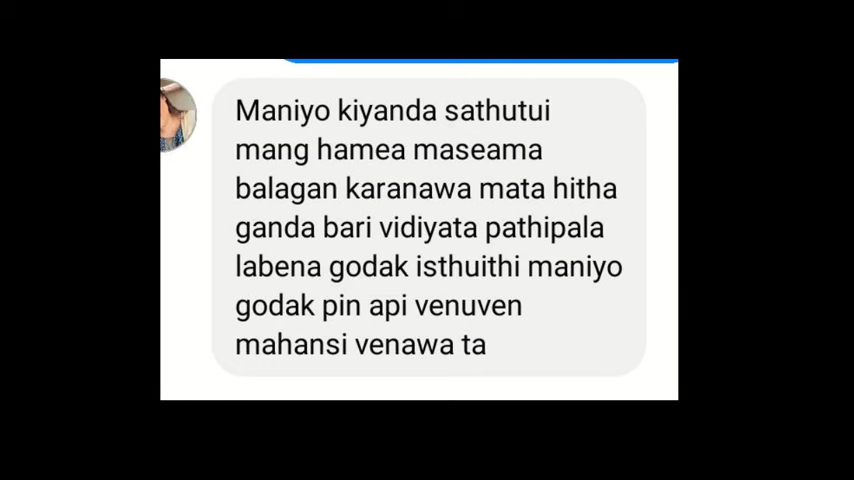 Maniyo kiyanda sathutui
mang hamea maseama
balagan karanawa mata hitha
ganda bari vidiyata pathipala
labena godak isthuithi maniyo
godak pin api venuven
mahansi venawa ta